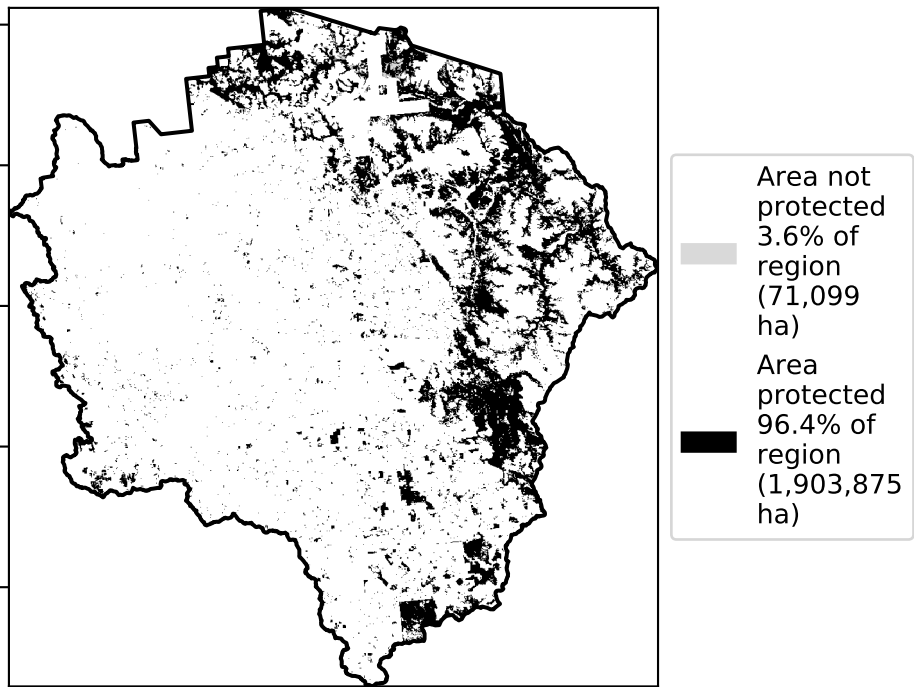 Area not
protected
3.6% of
region
(71,099
ha)
Area
protected
96.4% of
region
(1,903,875
ha)